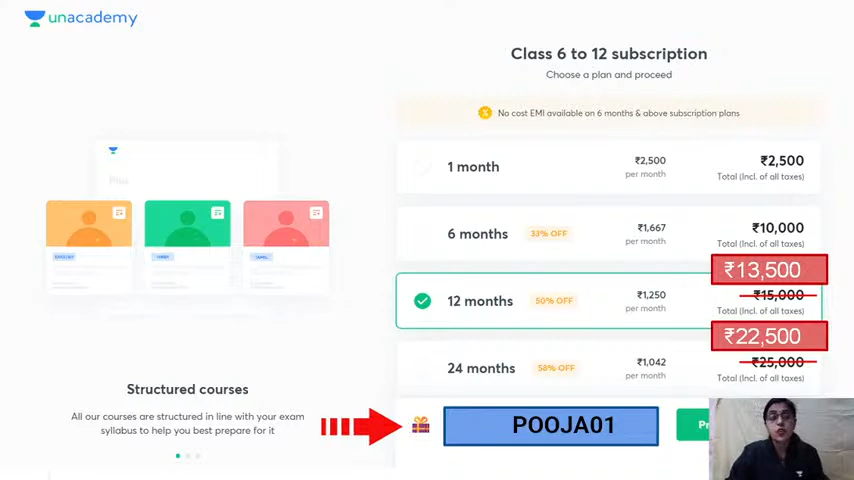 unacademy
Class 6 to 12 subscription
Choose a plan and proceed
No cost EMI available on 6 months & above subscription plans
1 month
₹2,500
per month
₹2,500
Total (Incl. of all taxes)
6 months
33% OFF
₹1,667
per month
₹10,000
Total (Incl. of all taxes)
₹13,500
12 months
50% OFF
₹1,250
per month
₹15,000
Total (Incl. of all taxes)
₹22,500
24 months
58% OFF
₹1,042
per month
₹25,000
Total (Incl. of all taxes)
Plus
Structured courses
All our courses are structured in line with your exam
syllabus to help you best prepare for it
POOJA01